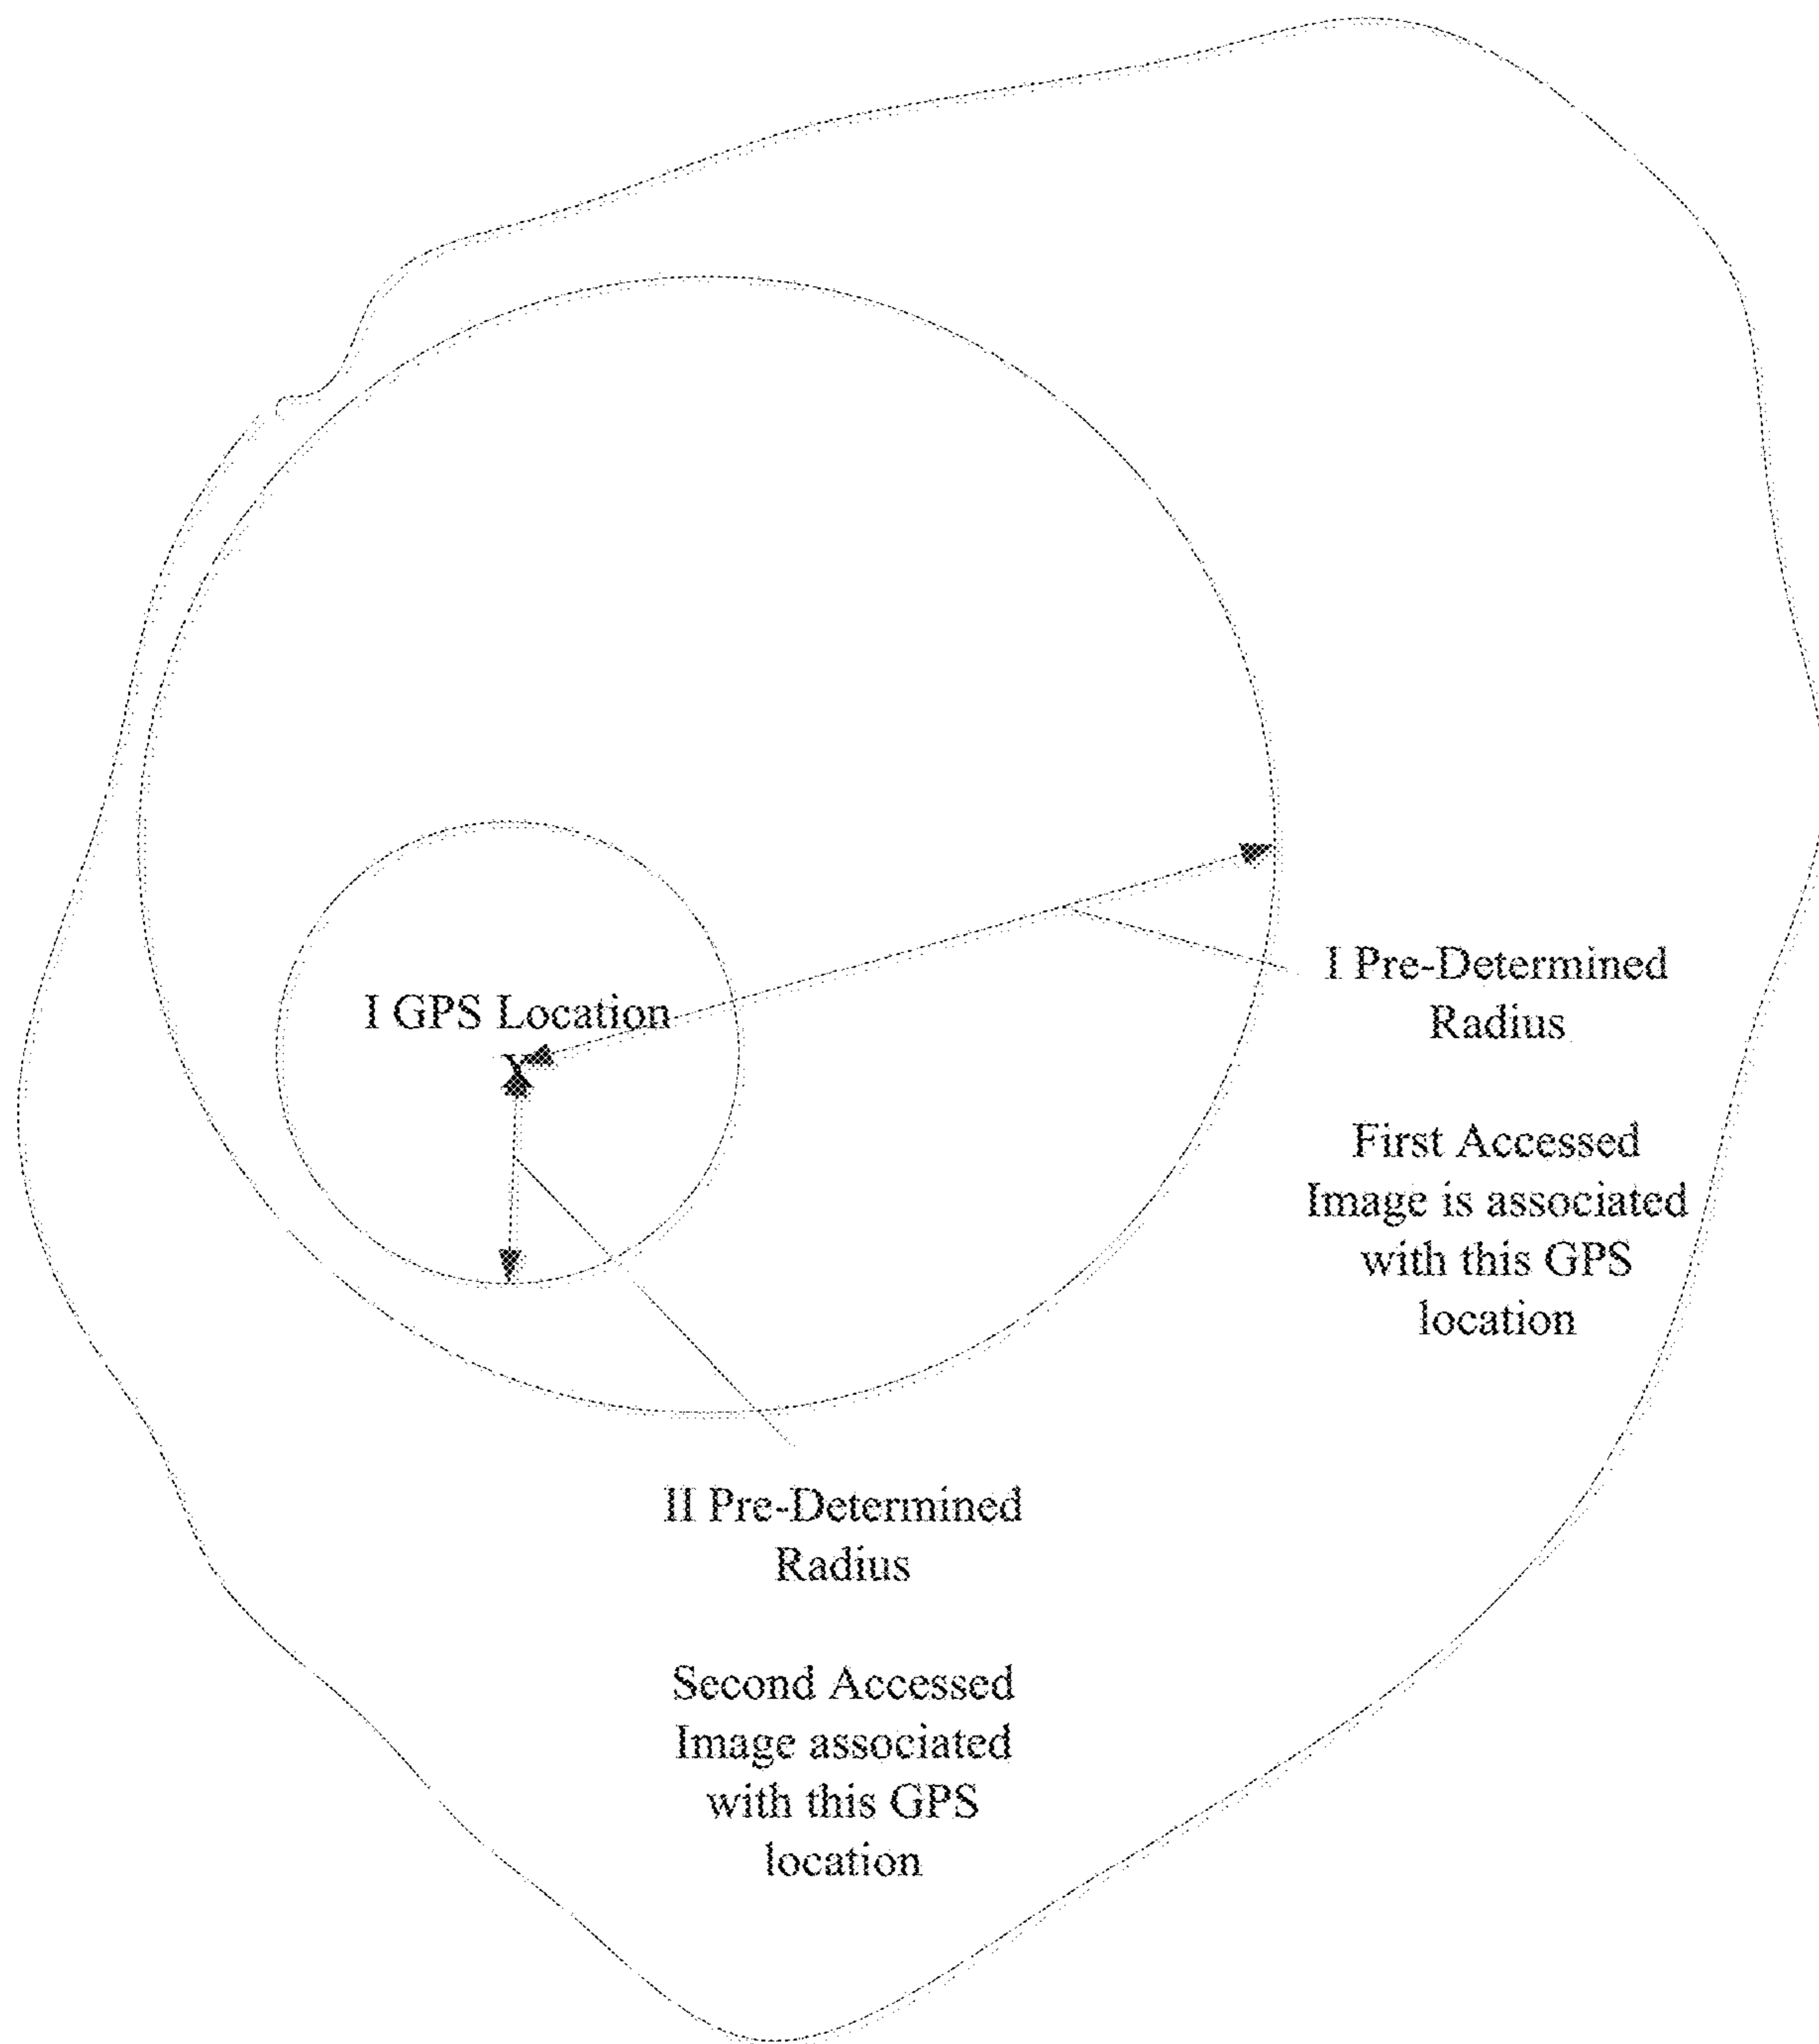 I GPS Location
X
I Pre-Determined
Radius
First Accessed
Image is associated
with this GPS
location
II Pre-Determined
Radius
Second Accessed
Image associated
with this GPS
location